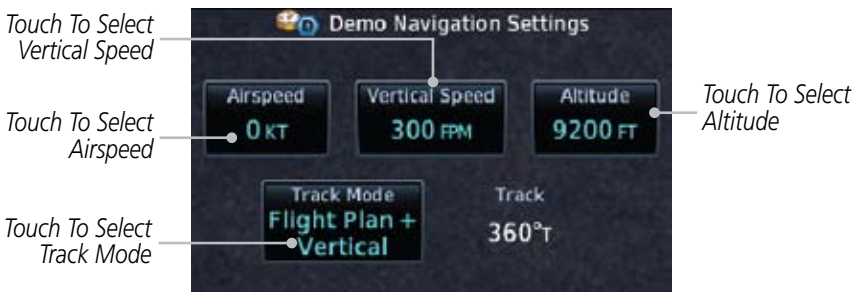 Touch To Select
Vertical Speed
Demo Navigation Settings
Touch To Select
Airspeed
Airspeed
0 KT
Vertical Speed
300 FPM
Altitude
9200 FT
Touch To Select
Altitude
Touch To Select
Track Mode
Track Mode
Flight Plan +
Vertical
Track
360°T